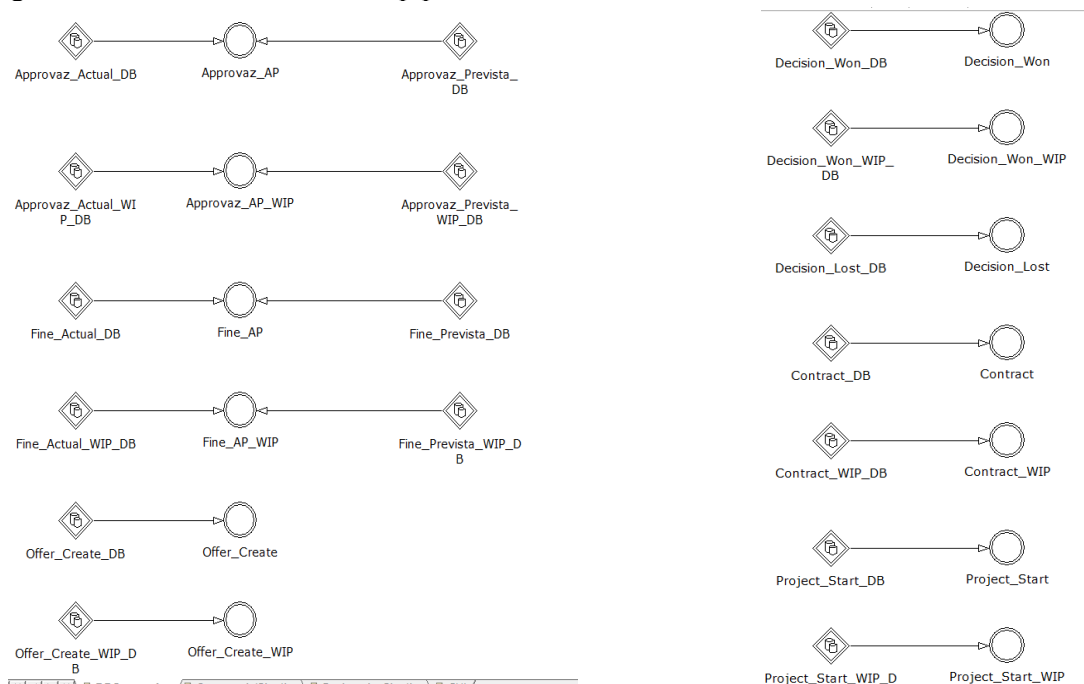 Approvaz_Actual_DB
Approvaz_AP
Approvaz_Prevista_
DB
Approvaz_Actual_WI
P_DB
Approvaz_AP_WIP
Approvaz_Prevista_
WIP_DB
Fine_Actual_DB
Fine_AP
Fine_Prevista_DB
Fine_Actual_WIP_DB
Fine_AP_WIP
Fine_Prevista_WIP_D
B
Offer_Create_DB
Offer_Create
Offer_Create_WIP_D
B
Offer_Create_WIP
Decision_Won_DB
Decision_Won
Decision_Won_WIP_
DB
Decision_Won_WIP
Decision_Lost_DB
Decision_Lost
Contract_DB
Contract
Contract_WIP_DB
Contract_WIP
Project_Start_DB
Project_Start
Project_Start_WIP_D
Project_Start_WIP